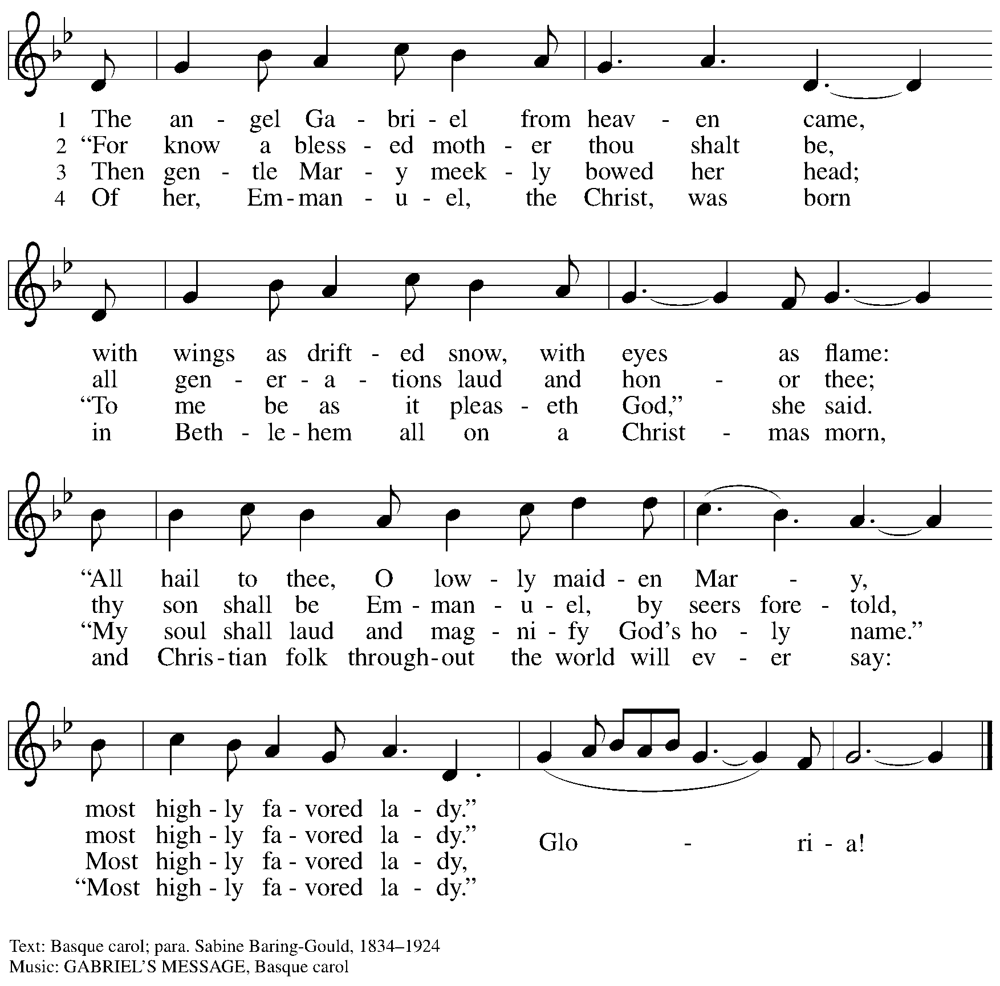 1 The an - gel Ga - bri - el from heav - en came,
2 “For know a bless - ed moth - er thou shalt be,
3 Then gen - tle Mar - y meek - ly bowed her head;
4 Of her, Em - man - u - el, the Christ, was born
with wings as drift - ed snow, with eyes as flame:
all gen - er - a - tions laud and hon - or thee;
“To me be as it pleas - eth God,” she said.
in Beth - le - hem all on a Christ - mas morn,
“All hail to thee, O low - ly maid - en Mar - y,
thy son shall be Em - man - u - el, by seers fore - told,
“My soul shall laud and mag - ni - fy God’s ho - ly name.”
and Chris - tian folk through - out the world will ev - er say:
most high - ly fa - vored la - dy.”
most high - ly fa - vored la - dy.”
Most high - ly fa - vored la - dy,
“Most high - ly fa - vored la - dy.”
Glo - ri - a!
Text: Basque carol; para. Sabine Baring-Gould, 1834–1924
Music: GABRIEL’S MESSAGE, Basque carol